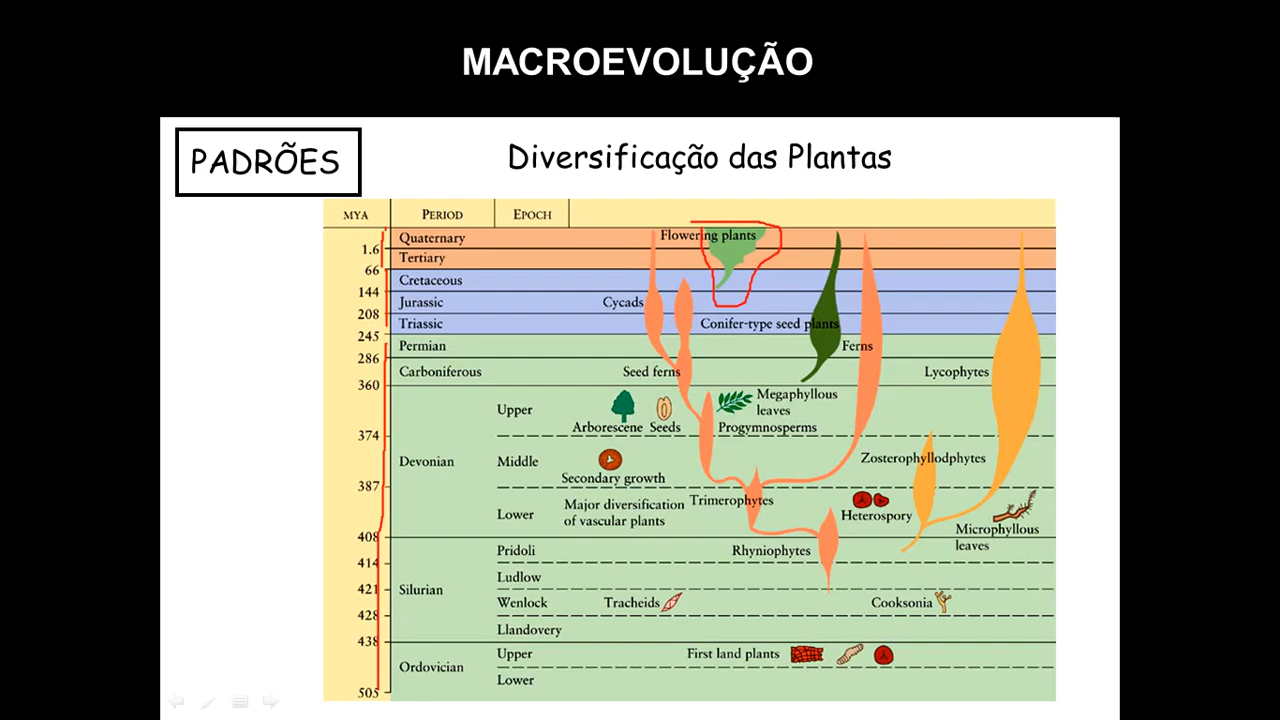 MACROEVOLUÇÃO
PADRÕES
Diversificação das Plantas
MYA PERIOD EPOCH
Quaternary
Flowering plants
1.6
Tertiary
66
Cretaceous
144
Jurassic
Cycads
208
Triassic
Conifer-type seed plants
245
Permian
Ferns
286
Carboniferous
Seed ferns
Lycophytes
360
Upper
Megaphyllous
leaves
Arborescene Seeds
Progymnosperms
374
Devonian
Middle
Zosterophyllodphytes
Secondary growth
387
Lower
Major diversification
of vascular plants
Trimerophytes
Heterospory
Microphyllous
leaves
408
Pridoli
Rhyniophytes
414
Ludlow
421
Silurian
Wenlock
Tracheids
Cooksonia
428
Llandovery
438
Upper
First land plants
Ordovician
Lower
505